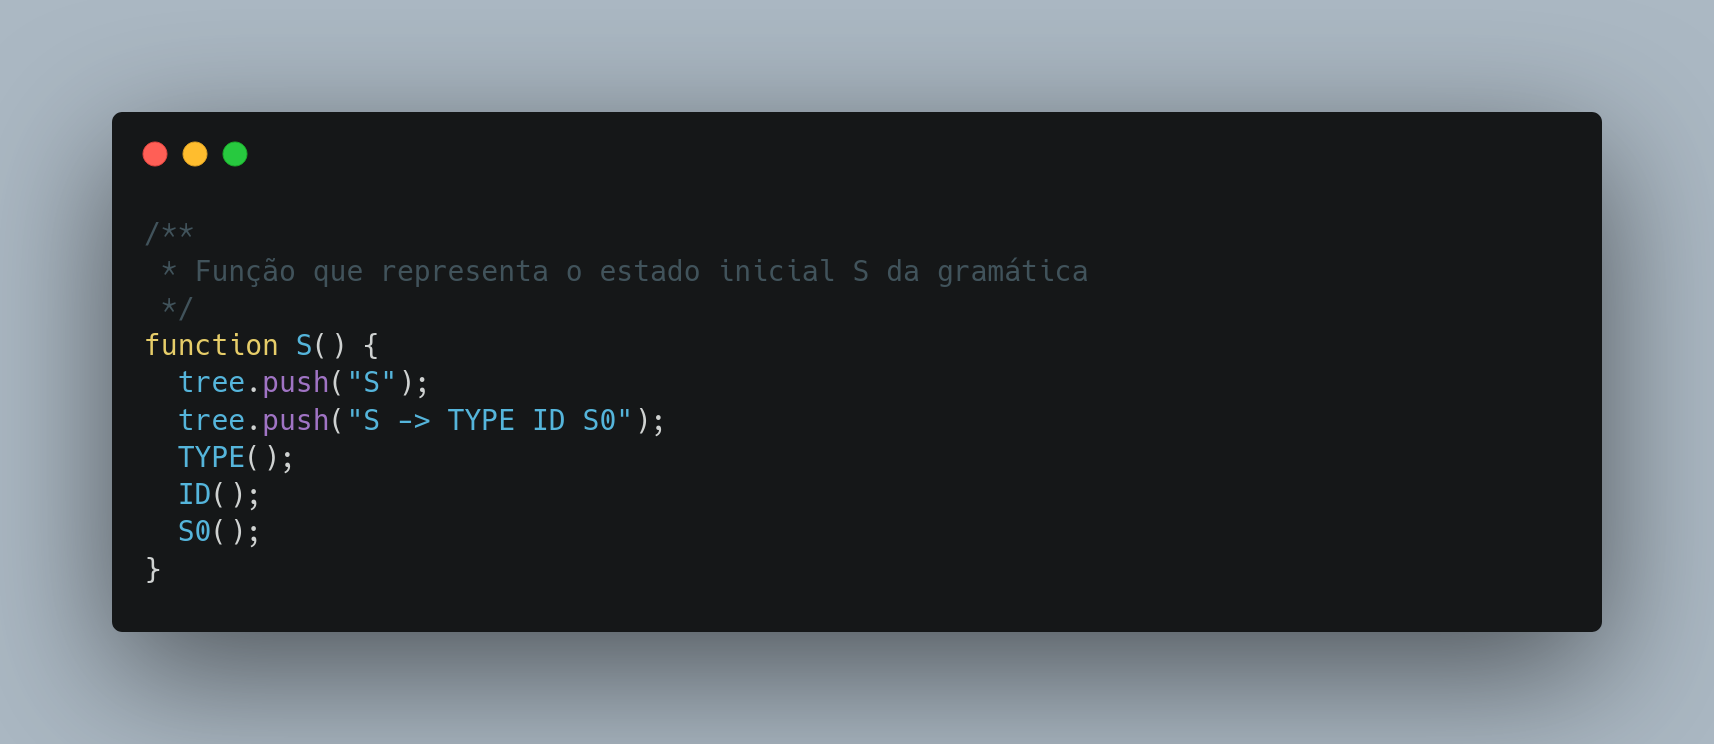 /**
 * Função que representa o estado inicial S da gramática
 */
function S() {
  tree.push("S");
  tree.push("S -> TYPE ID S0");
  TYPE();
  ID();
  S0();
}